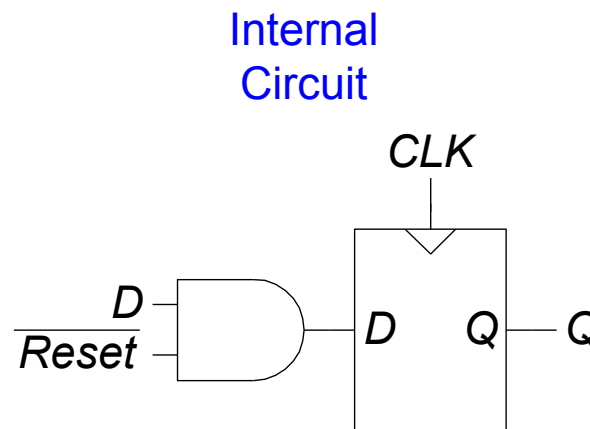 Internal
Circuit
CLK
D
D
Q
Q
Reset